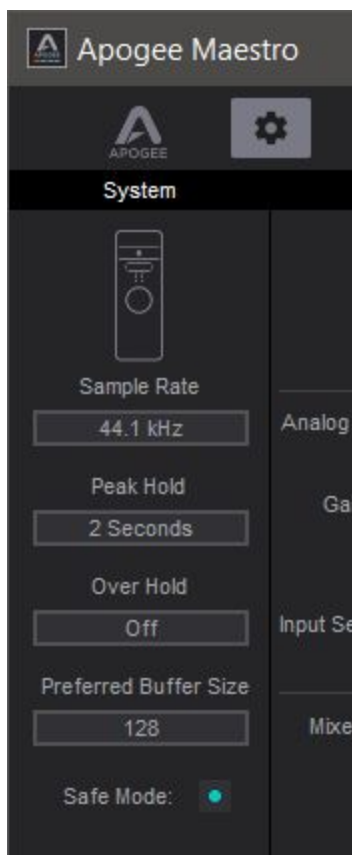 Apogee Maestro
APOGEE
System
Sample Rate
44.1 kHz
Analog
Peak Hold
2 Seconds
Ga
Over Hold
Off
Input Se
Preferred Buffer Size
128
Mixe
Safe Mode: